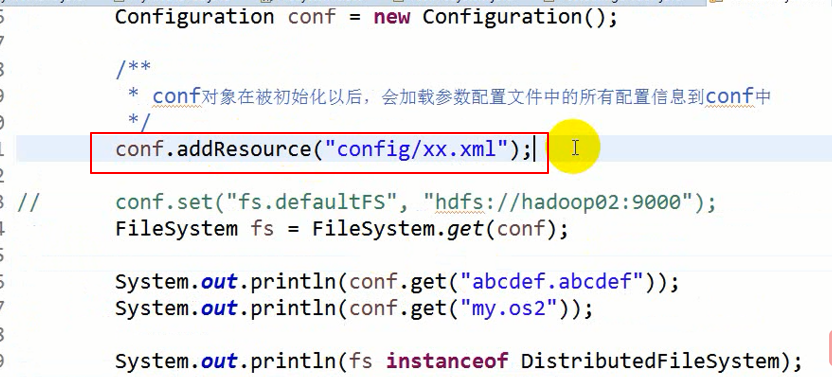 Configuration conf = new Configuration();
/**
* conf对象在被初始化以后，会加载参数配置文件中的所有配置信息到conf中
*/
conf.addResource("config/xx.xml");
// conf.set("fs.defaultFS", "hdfs://hadoop02:9000");
FileSystem fs = FileSystem.get(conf);
System.out.println(conf.get("abcdef.abcdef"));
System.out.println(conf.get("my.os2"));
System.out.println(fs instanceof DistributedFileSystem);